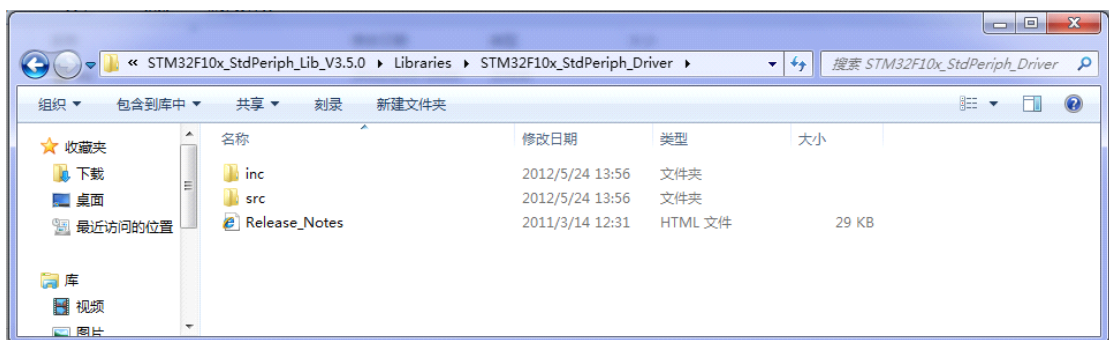 « STM32F10x_StdPeriph_Lib_V3.5.0 ▸ Libraries ▸ STM32F10x_StdPeriph_Driver ▸ 搜索 STM32F10x_StdPeriph_Driver
组织 包含到库中 共享 刻录 新建文件夹
收藏夹
下载
桌面
最近访问的位置
库
视频
图片
名称 修改日期 类型 大小
inc 2012/5/24 13:56 文件夹
src 2012/5/24 13:56 文件夹
Release_Notes 2011/3/14 12:31 HTML 文件 29 KB